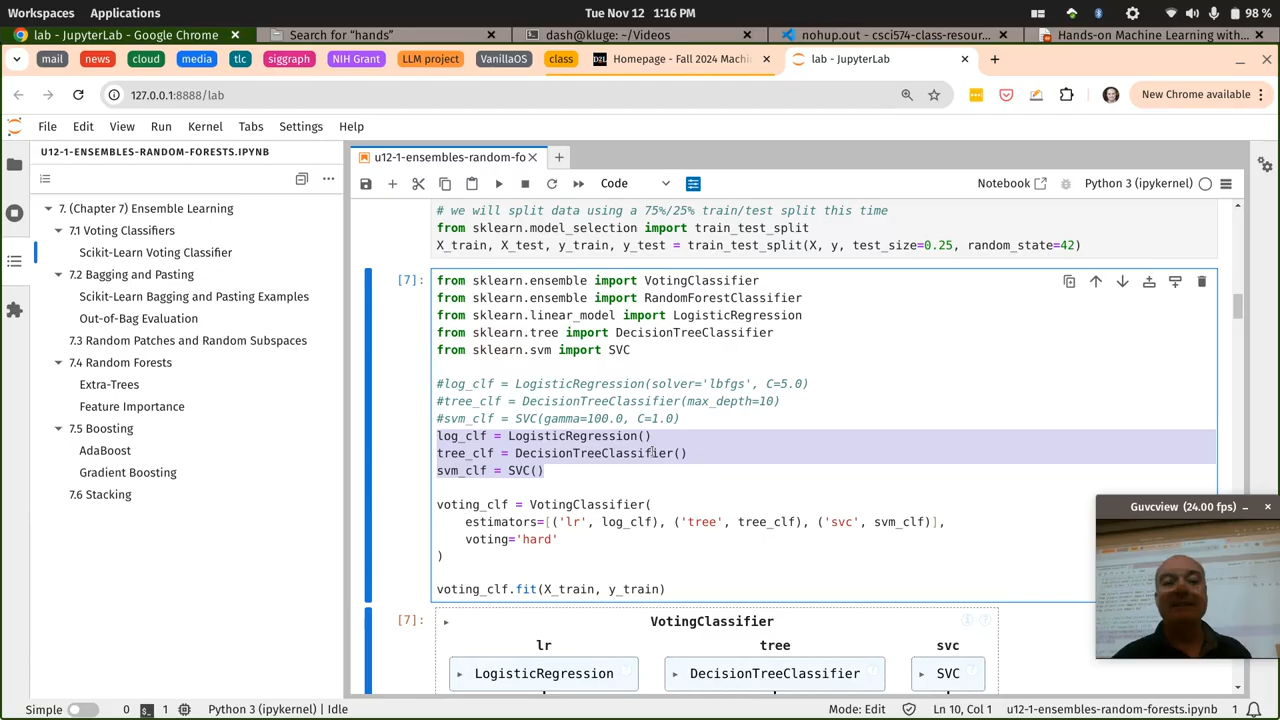 Workspaces Applications Tue Nov 12 1:16 PM 98 %
lab - JupyterLab - Google Chrome Search for “hands” dash@kluge: ~/Videos nohup.out - csci574-class-resour... Hands-on Machine Learning with...
mail news cloud media tlc siggraph NIH Grant LLM project VanillaOS class D2L Homepage - Fall 2024 Machi lab - JupyterLab
127.0.0.1:8888/lab New Chrome available
File Edit View Run Kernel Tabs Settings Help
U12-1-ENSEMBLES-RANDOM-FORESTS.IPYNB
7. (Chapter 7) Ensemble Learning
7.1 Voting Classifiers
Scikit-Learn Voting Classifier
7.2 Bagging and Pasting
Scikit-Learn Bagging and Pasting Examples
Out-of-Bag Evaluation
7.3 Random Patches and Random Subspaces
7.4 Random Forests
Extra-Trees
Feature Importance
7.5 Boosting
AdaBoost
Gradient Boosting
7.6 Stacking
u12-1-ensembles-random-fo
Code Notebook Python 3 (ipykernel)
# we will split data using a 75%/25% train/test split this time
from sklearn.model_selection import train_test_split
X_train, X_test, y_train, y_test = train_test_split(X, y, test_size=0.25, random_state=42)
[7]: from sklearn.ensemble import VotingClassifier
from sklearn.ensemble import RandomForestClassifier
from sklearn.linear_model import LogisticRegression
from sklearn.tree import DecisionTreeClassifier
from sklearn.svm import SVC
#log_clf = LogisticRegression(solver='lbfgs', C=5.0)
#tree_clf = DecisionTreeClassifier(max_depth=10)
#svm_clf = SVC(gamma=100.0, C=1.0)
log_clf = LogisticRegression()
tree_clf = DecisionTreeClassifier()
svm_clf = SVC()
voting_clf = VotingClassifier(
estimators=[('lr', log_clf), ('tree', tree_clf), ('svc', svm_clf)],
voting='hard'
)
voting_clf.fit(X_train, y_train)
Guvcview (24.00 fps)
[7]: VotingClassifier
lr tree svc
LogisticRegression DecisionTreeClassifier SVC
Simple 0 1 Python 3 (ipykernel) | Idle Mode: Edit Ln 10, Col 1 u12-1-ensembles-random-forests.ipynb 1